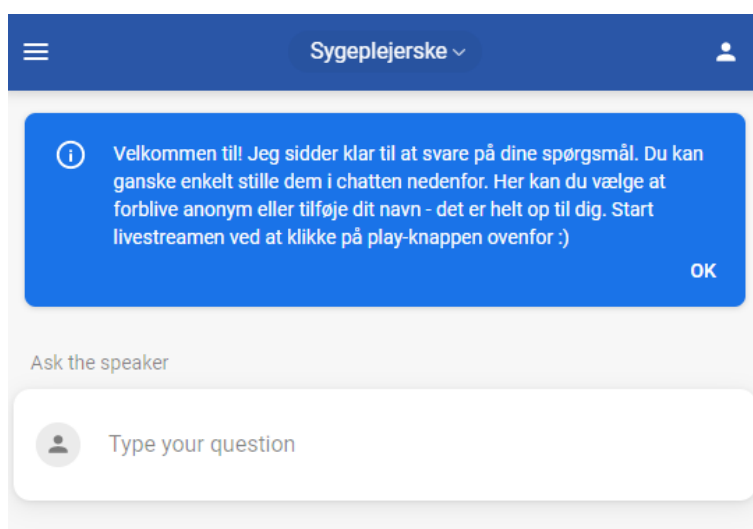 Sygeplejerske
Velkommen til! Jeg sidder klar til at svare på dine spørgsmål. Du kan
ganske enkelt stille dem i chatten nedenfor. Her kan du vælge at
forblive anonym eller tilføje dit navn - det er helt op til dig. Start
livestreamen ved at klikke på play-knappen ovenfor :)
OK
Ask the speaker
Type your question